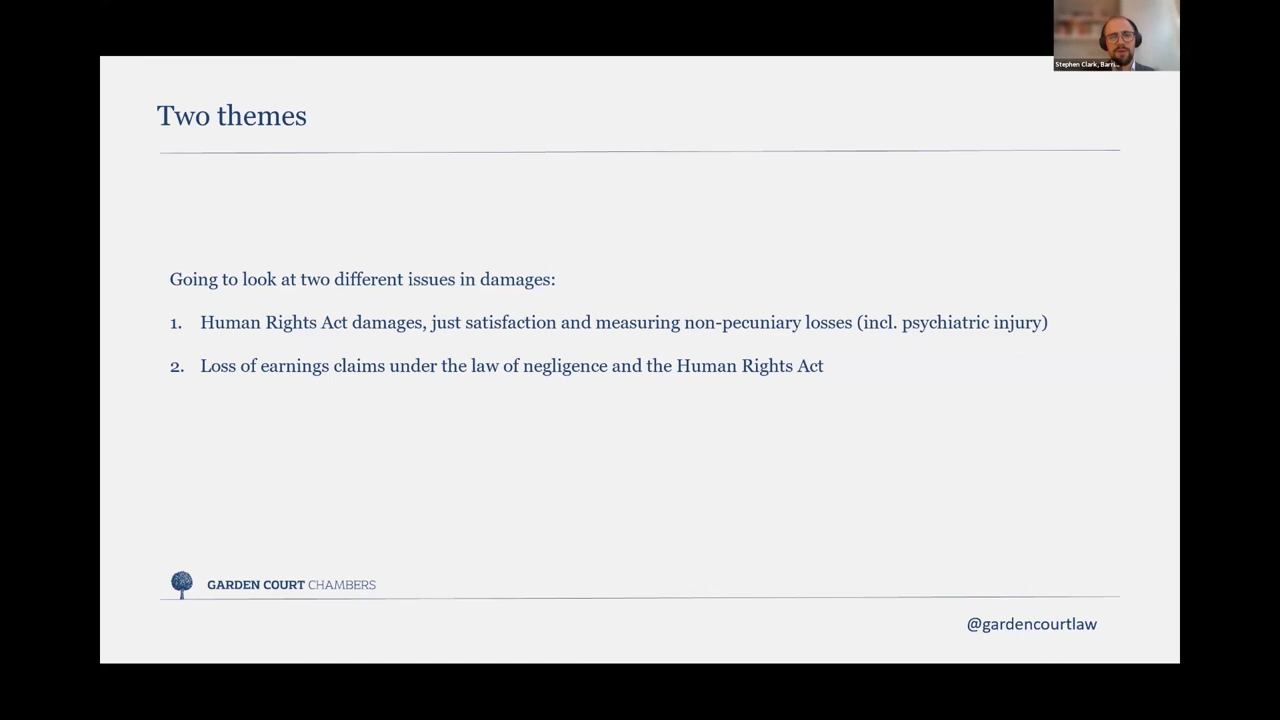 Stephen Clark, Barri...
Two themes
Going to look at two different issues in damages:
1. Human Rights Act damages, just satisfaction and measuring non-pecuniary losses (incl. psychiatric injury)
2. Loss of earnings claims under the law of negligence and the Human Rights Act
GARDEN COURT CHAMBERS
@gardencourtlaw